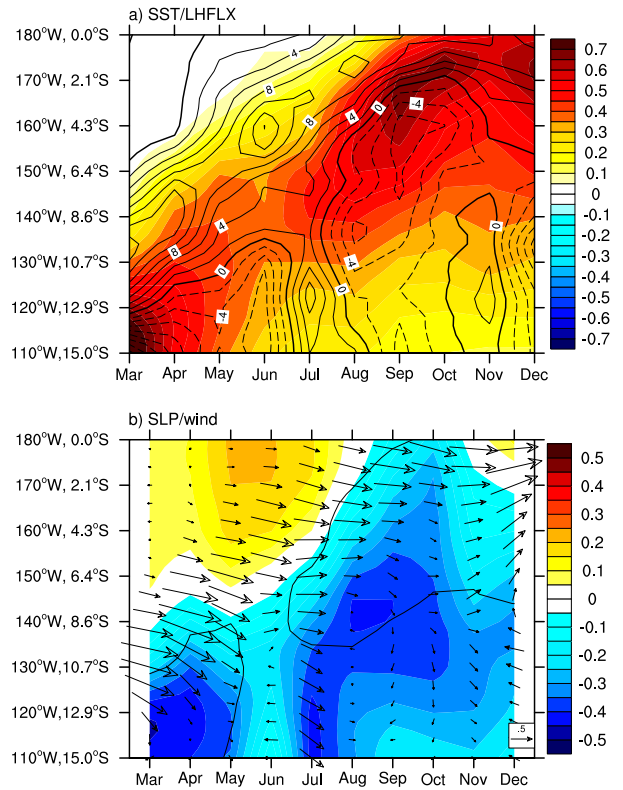 a) SST/LHFLX
180°W, 0.0°S
170°W, 2.1°S
160°W, 4.3°S
150°W, 6.4°S
140°W, 8.6°S
130°W,10.7°S
120°W,12.9°S
110°W,15.0°S
4
8
8
4
0
-4
8
4
0
8
4
0
-4
-4
0
0
Mar Apr May Jun Jul Aug Sep Oct Nov Dec
0.7
0.6
0.5
0.4
0.3
0.2
0.1
0
-0.1
-0.2
-0.3
-0.4
-0.5
-0.6
-0.7
b) SLP/wind
180°W, 0.0°S
170°W, 2.1°S
160°W, 4.3°S
150°W, 6.4°S
140°W, 8.6°S
130°W,10.7°S
120°W,12.9°S
110°W,15.0°S
.5
Mar Apr May Jun Jul Aug Sep Oct Nov Dec
0.5
0.4
0.3
0.2
0.1
0
-0.1
-0.2
-0.3
-0.4
-0.5